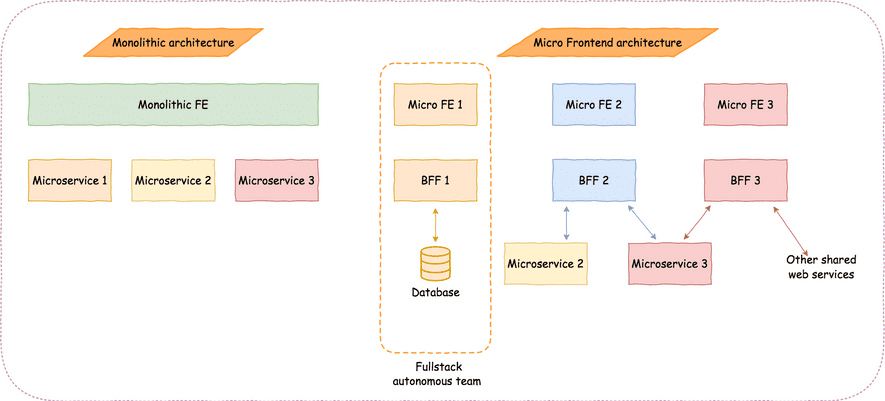 Monolithic architecture
Micro Frontend architecture
Monolithic FE
Micro FE 1
Micro FE 2
Micro FE 3
Microservice 1
Microservice 2
Microservice 3
BFF 1
BFF 2
BFF 3
Database
Microservice 2
Microservice 3
Other shared
web services
Fullstack
autonomous team